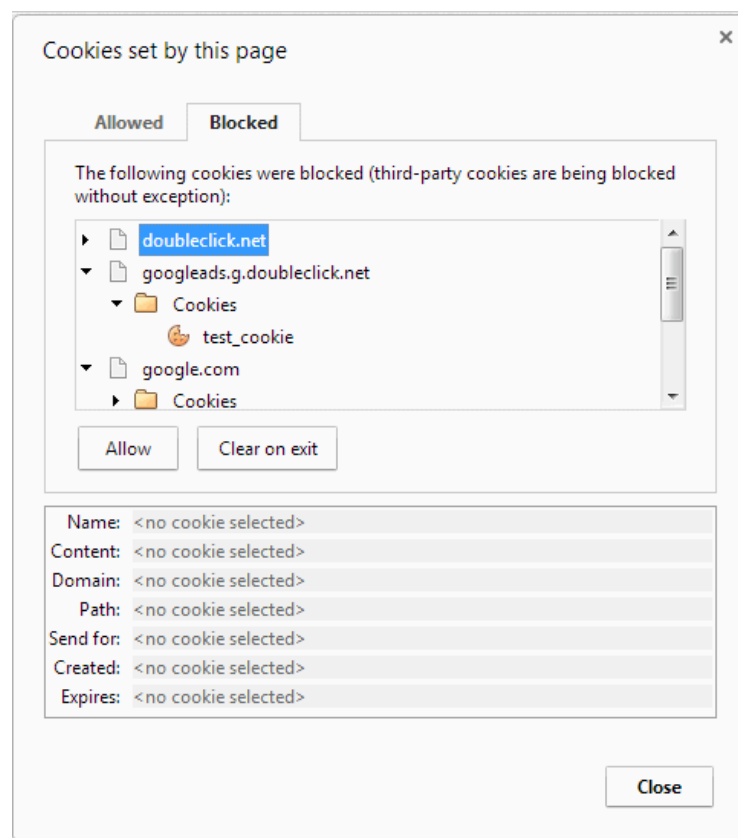 Cookies set by this page
Allowed
Blocked
The following cookies were blocked (third-party cookies are being blocked
without exception):
doubleclick.net
googleads.g.doubleclick.net
Cookies
test_cookie
google.com
Cookies
Allow
Clear on exit
Name: <no cookie selected>
Content: <no cookie selected>
Domain: <no cookie selected>
Path: <no cookie selected>
Send for: <no cookie selected>
Created: <no cookie selected>
Expires: <no cookie selected>
Close